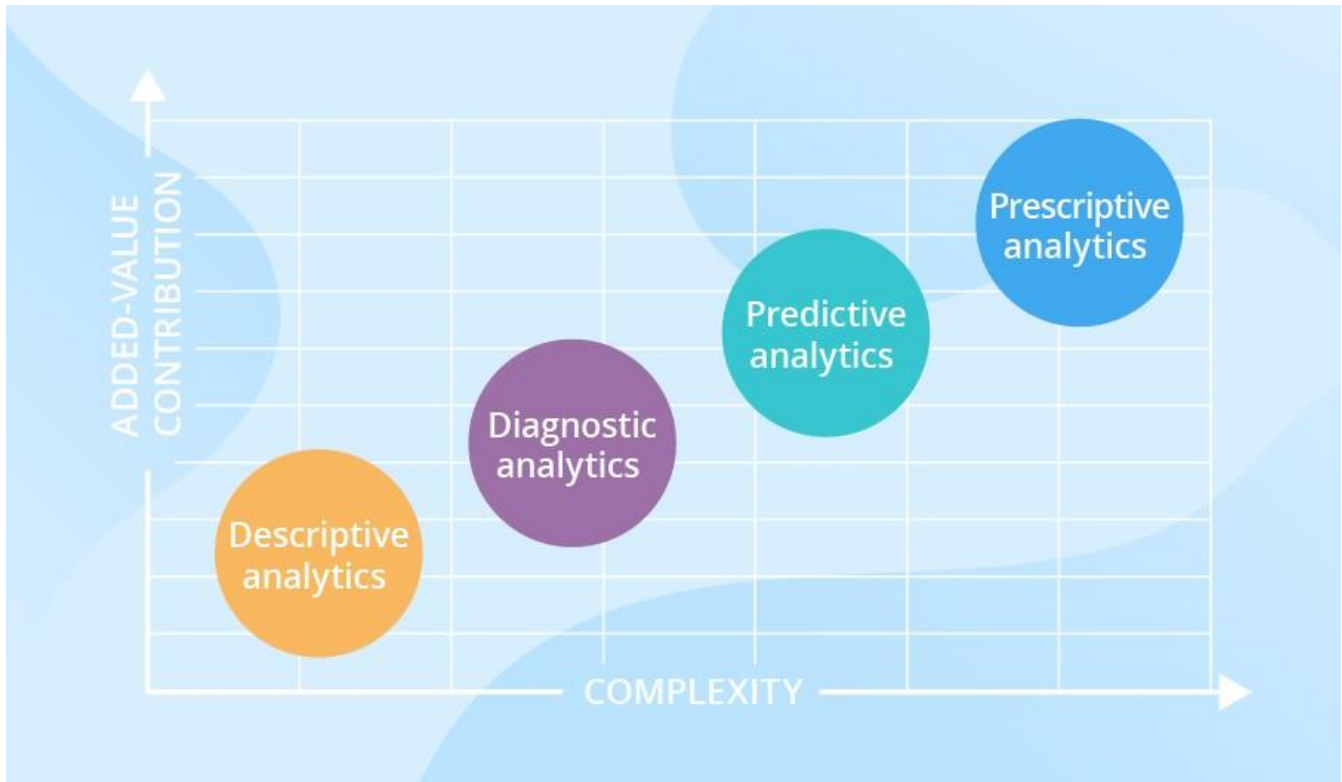 ADDED-VALUE
CONTRIBUTION
Descriptive
analytics
Diagnostic
analytics
Predictive
analytics
Prescriptive
analytics
COMPLEXITY